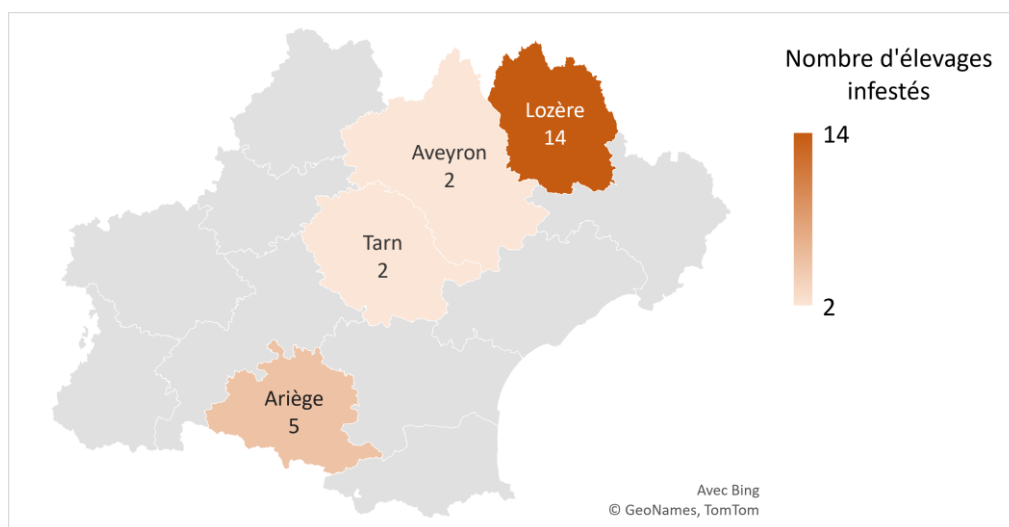 Nombre d'élevages
infestés
14
2
Lozère
14
Aveyron
2
Tarn
2
Ariège
5
Avec Bing
© GeoNames, TomTom